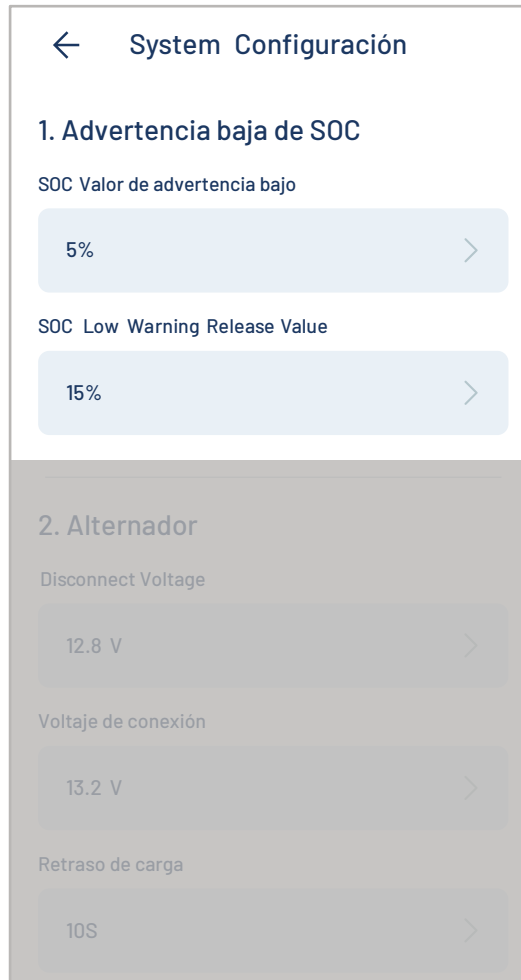 System Configuración
1. Advertencia baja de SOC
SOC Valor de advertencia bajo
5%
SOC Low Warning Release Value
15%
2. Alternador
Disconnect Voltage
12.8 V
Voltaje de conexión
13.2 V
Retraso de carga
10S